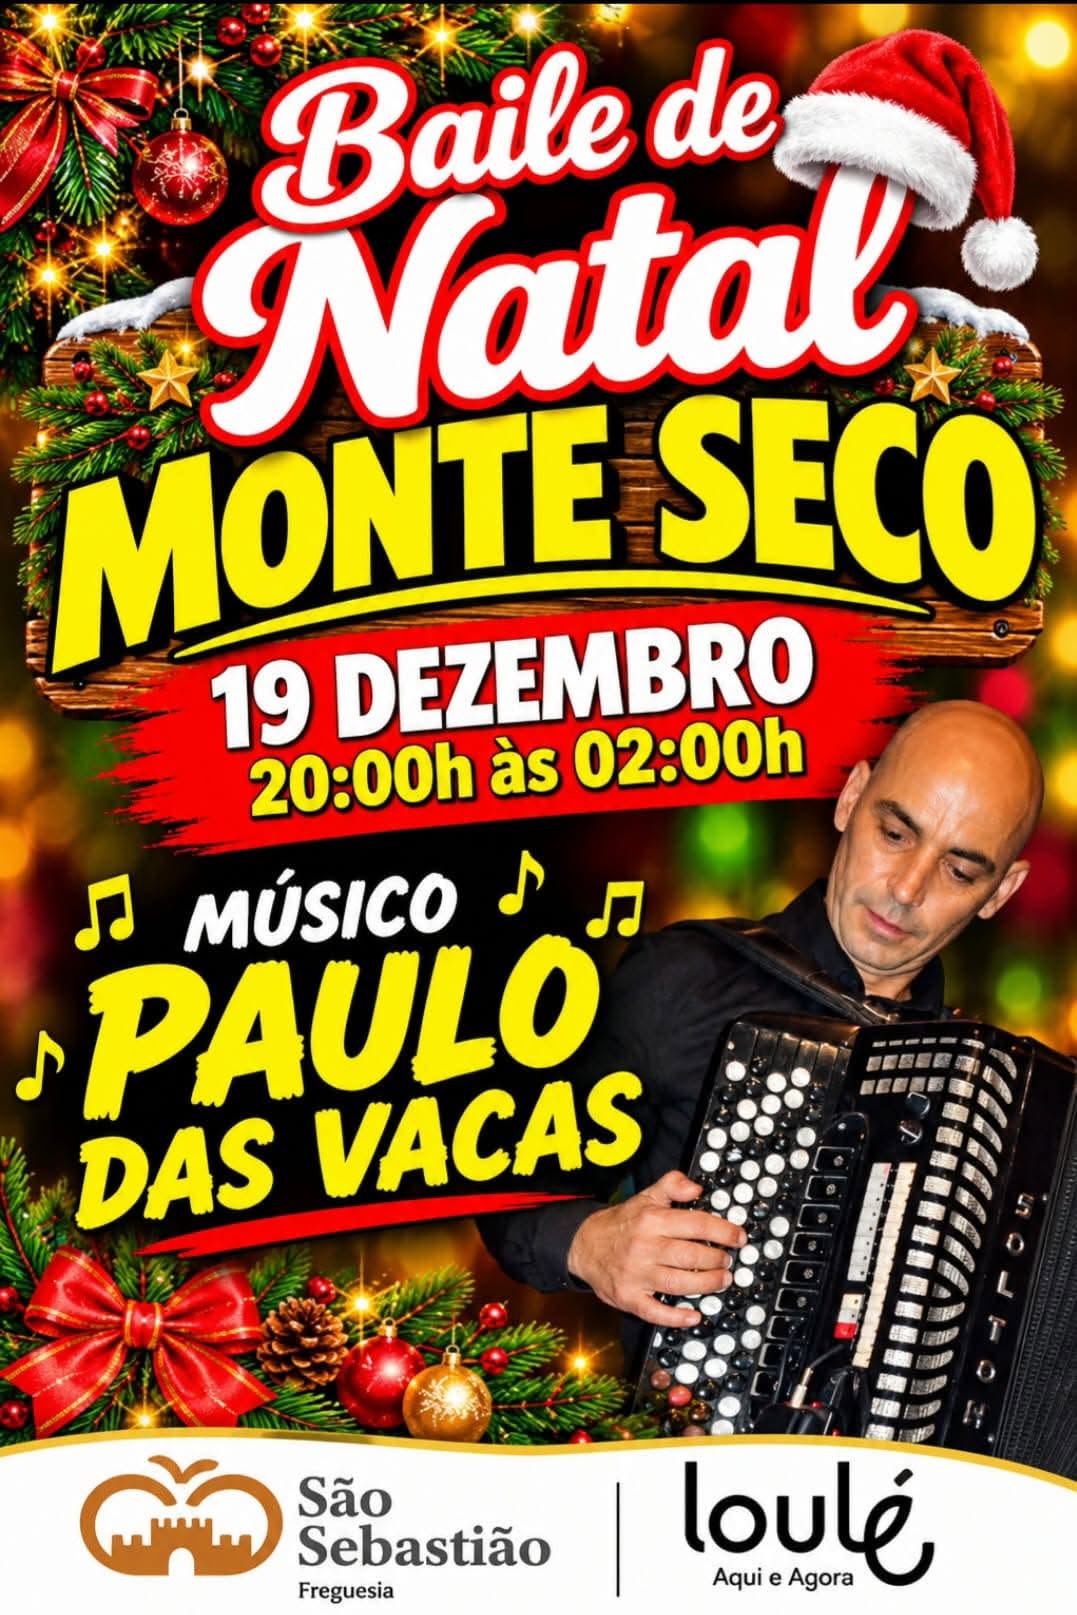 Baile de
Natal
MONTE SECO
19 DEZEMBRO
20:00h às 02:00h
MÚSICO
PAULO
DAS VACAS
SOLTON
São
Sebastião
Freguesia
loulé
Aqui e Agora